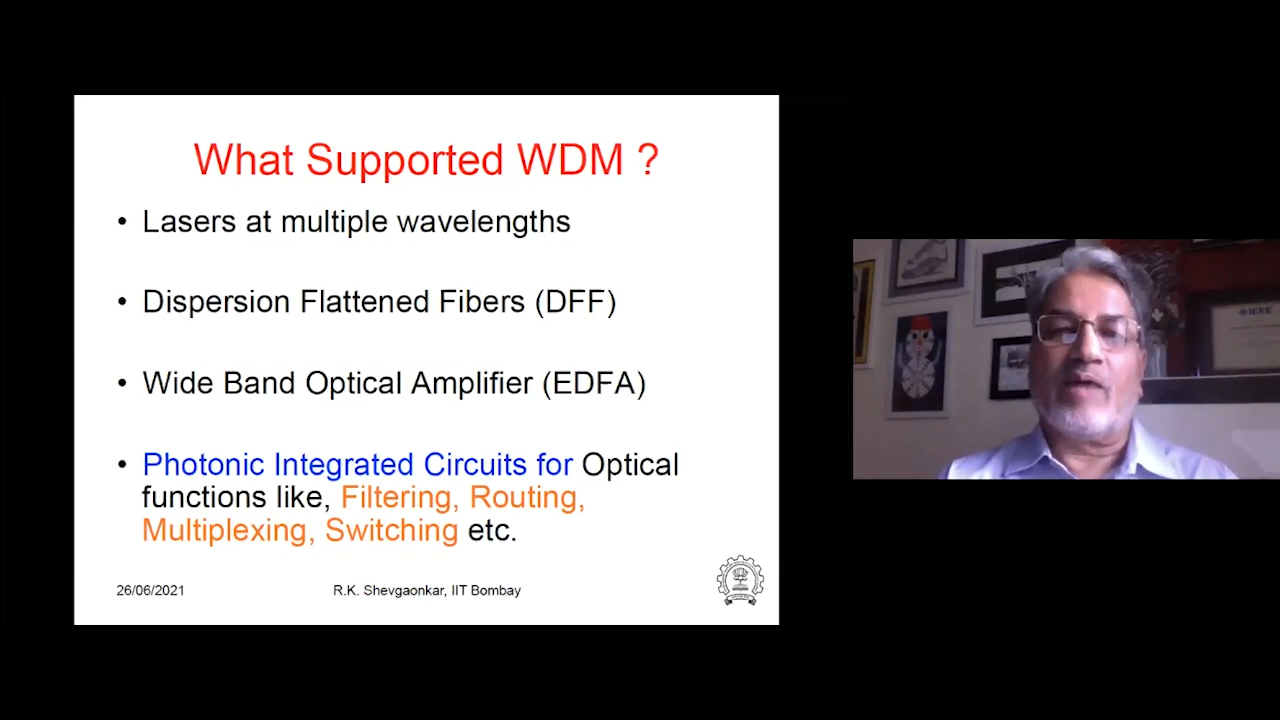 What Supported WDM ?
• Lasers at multiple wavelengths
• Dispersion Flattened Fibers (DFF)
• Wide Band Optical Amplifier (EDFA)
• Photonic Integrated Circuits for Optical
functions like, Filtering, Routing,
Multiplexing, Switching etc.
26/06/2021
R.K. Shevgaonkar, IIT Bombay
IEEE